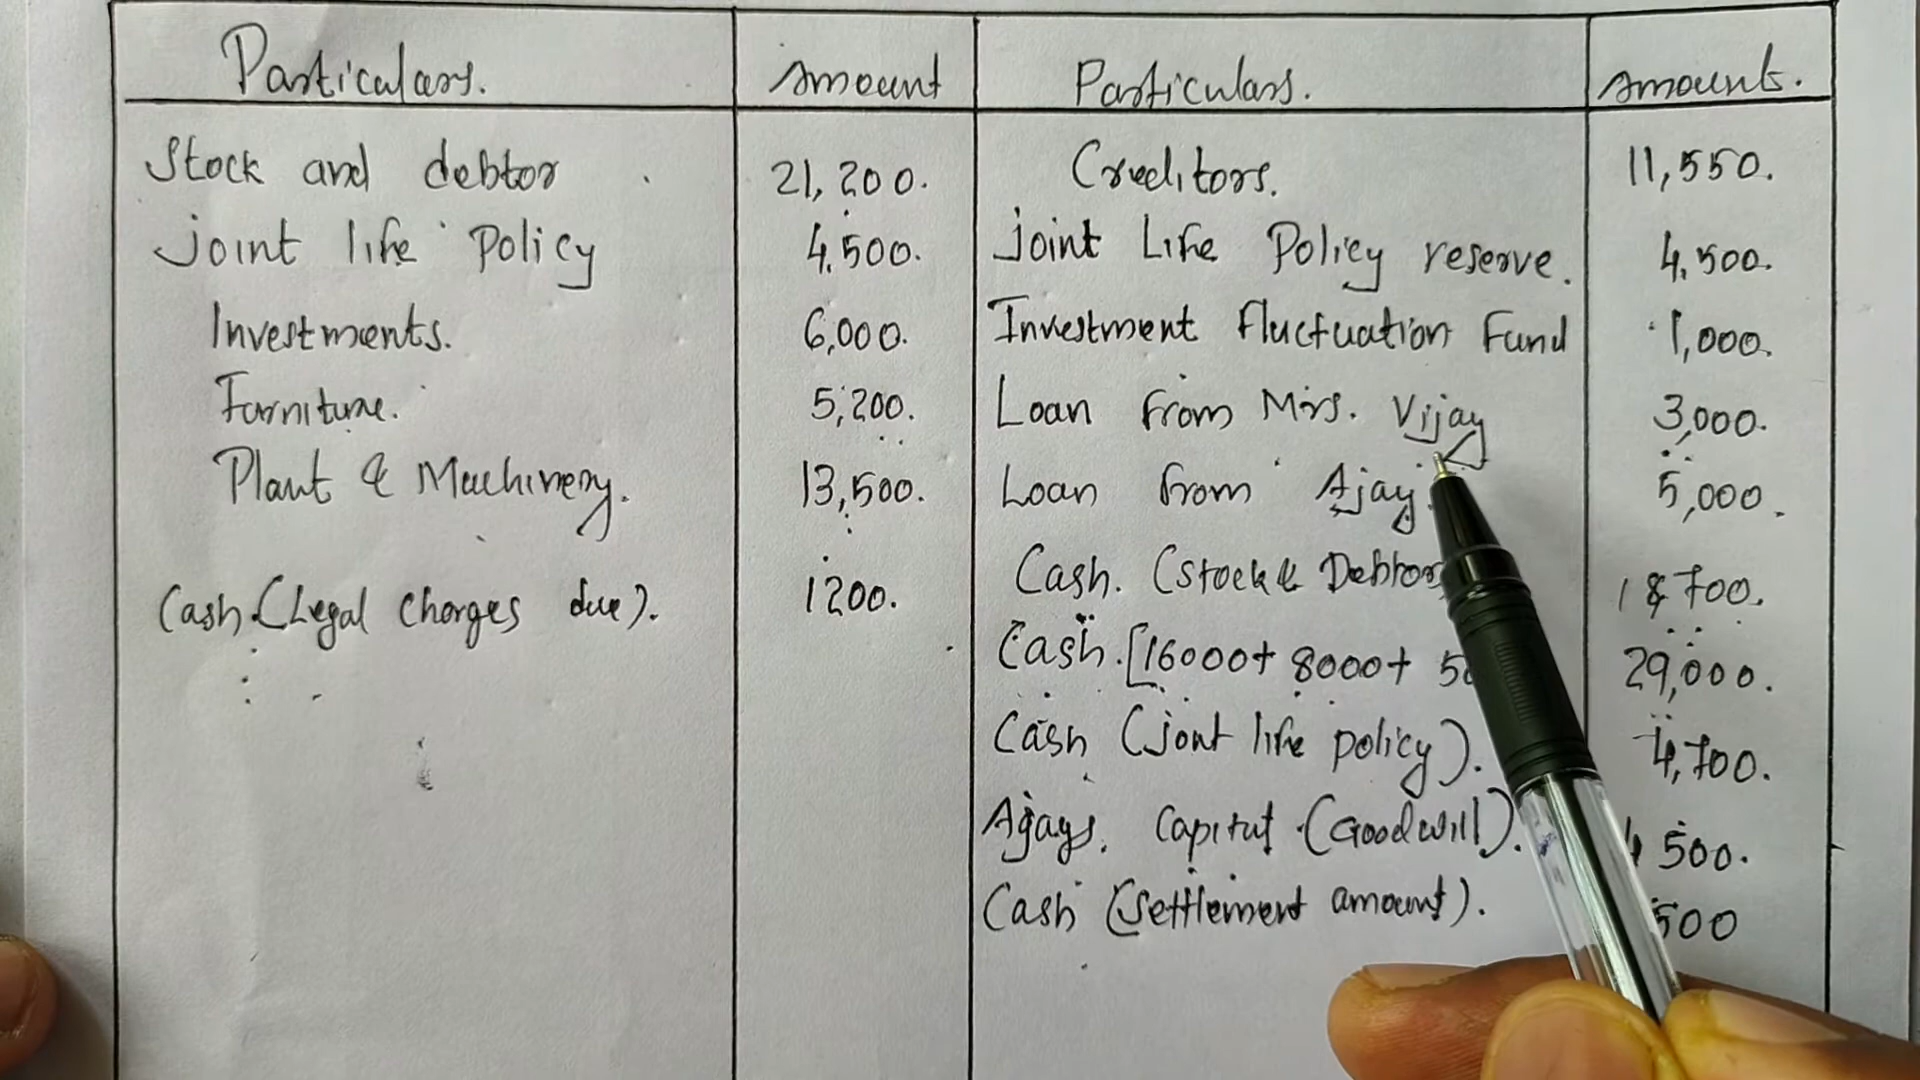 Particulars. Amount Particulars. Amounts.
Stock and debtor 21,200. Creditors. 11,550.
Joint life Policy 4,500. Joint Life Policy reserve. 4,500.
Investments. 6,000. Investment Fluctuation Fund 1,000.
Furniture. 5,200. Loan from Mrs. Vijay 3,000.
Plant & Machinery. 13,500. Loan from Ajay 5,000.
Cash (Legal Charges due). 1200. Cash. (Stock & Debtor 18700.
Cash. [16000+ 8000+ 29,000.
Cash (Joint life policy). 4,700.
Ajays. Capital (Goodwill). 500.
Cash (Settlement amount). 500